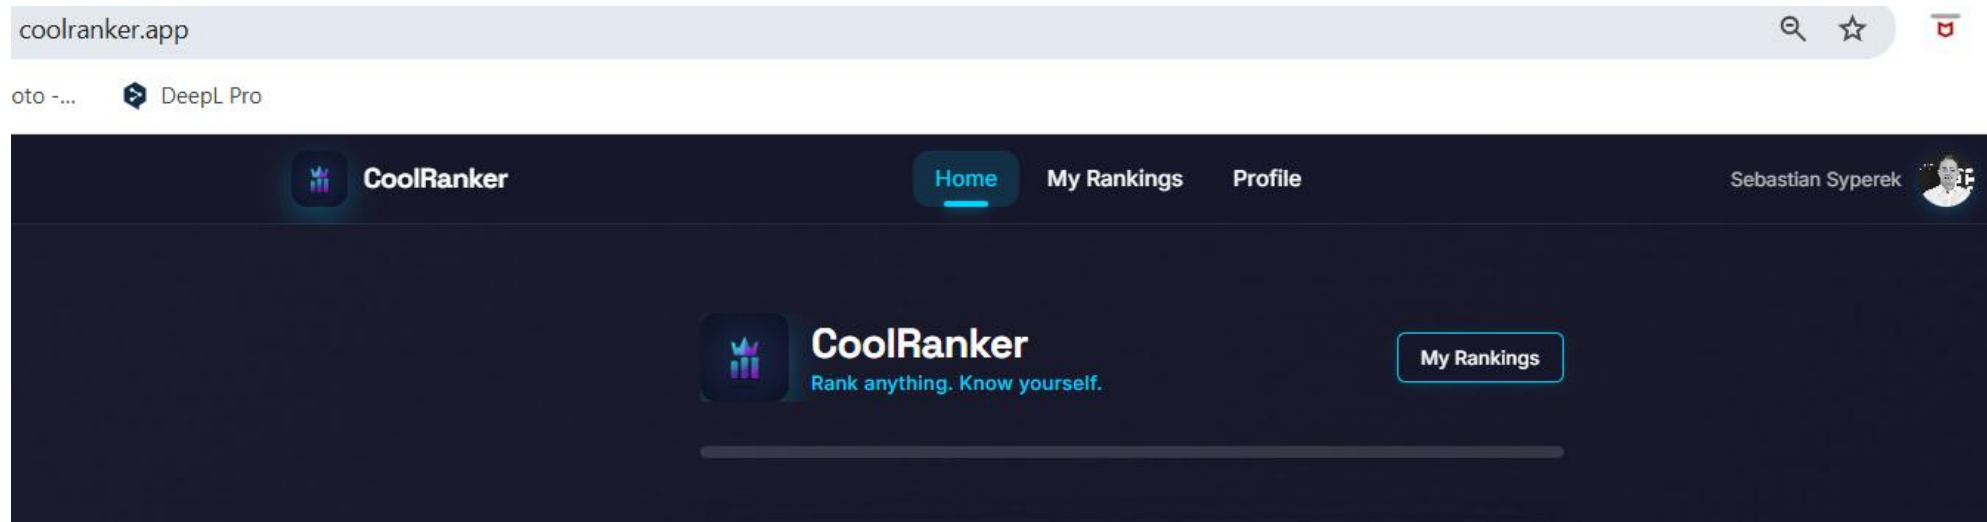 coolranker.app
oto -... DeepL Pro
CoolRanker Home My Rankings Profile Sebastian Syperek
CoolRanker
Rank anything. Know yourself.
My Rankings